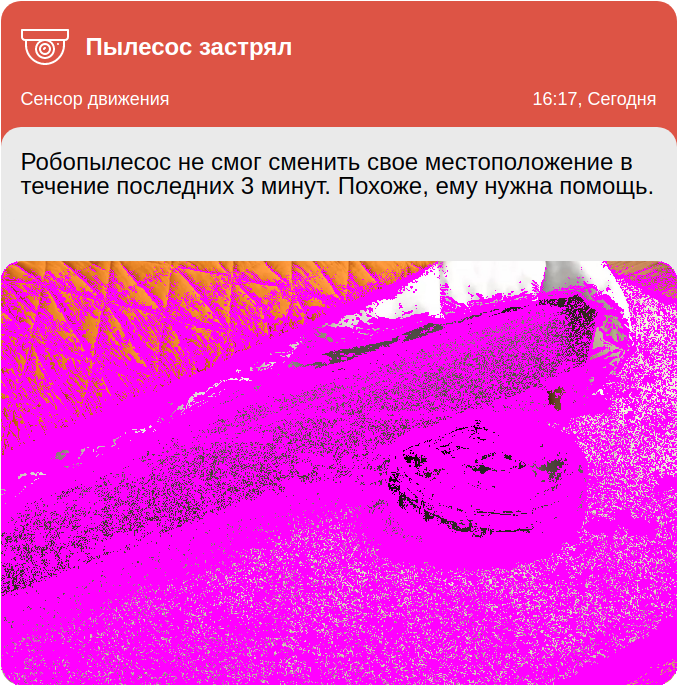 Пылесос застрял
Сенсор движения
16:17, Сегодня
Робопылесос не смог сменить свое местоположение в
течение последних 3 минут. Похоже, ему нужна помощь.